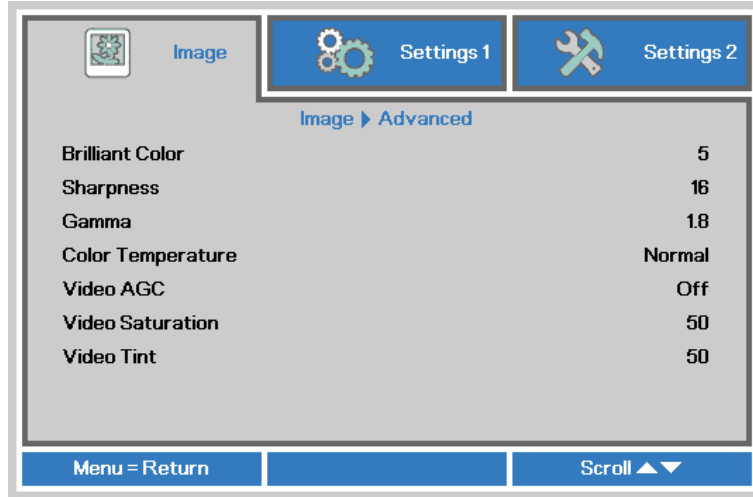 Image Settings 1 Settings 2
Image ▶ Advanced
Brilliant Color 5
Sharpness 16
Gamma 1.8
Color Temperature Normal
Video AGC Off
Video Saturation 50
Video Tint 50
Menu = Return Scroll ▲▼